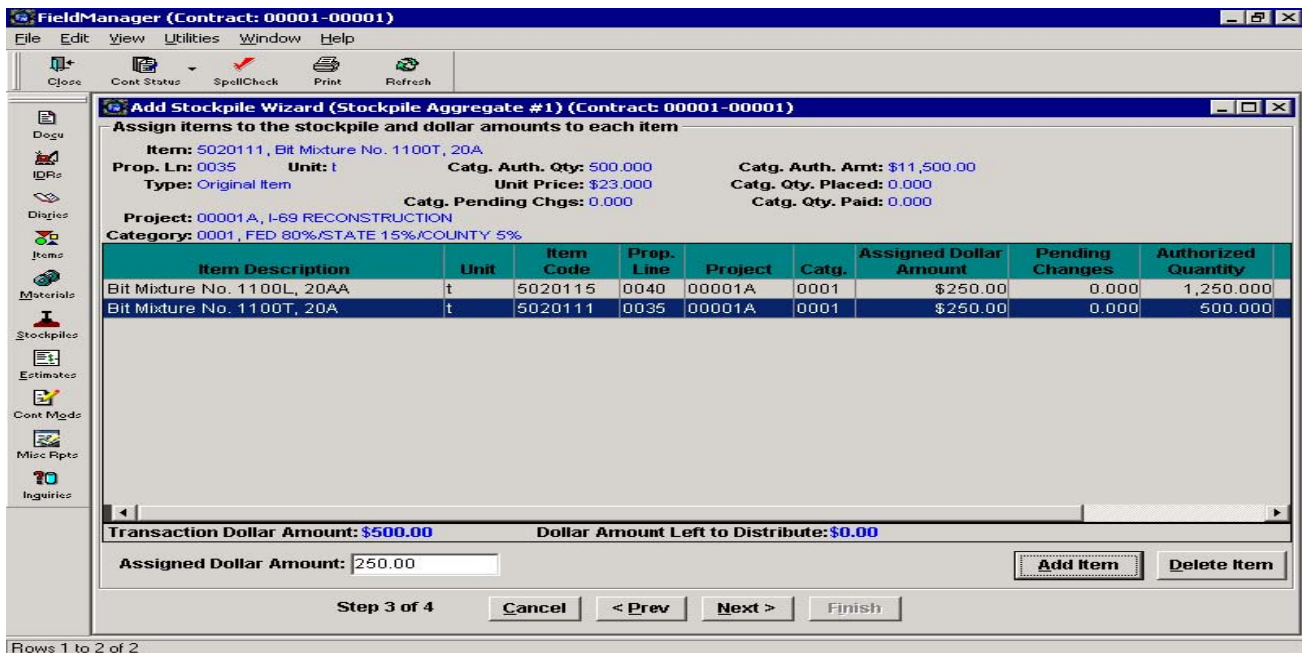 FieldManager (Contract: 00001-00001)
File Edit View Utilities Window Help
Close Cont Status SpellCheck Print Refresh
Docu
IDRs
Diaries
Items
Materials
Stockpiles
Estimates
Cont Mods
Misc Rpts
Inquiries
Add Stockpile Wizard (Stockpile Aggregate #1) (Contract: 00001-00001)
Assign items to the stockpile and dollar amounts to each item
Item: 5020111, Bit Mixture No. 1100T, 20A
Prop. Ln: 0035 Unit: t Catg. Auth. Qty: 500.000 Catg. Auth. Amt: $11,500.00
Type: Original Item Unit Price: $23.000 Catg. Qty. Placed: 0.000
Catg. Pending Chgs: 0.000 Catg. Qty. Paid: 0.000
Project: 00001A, I-69 RECONSTRUCTION
Category: 0001, FED 80%/STATE 15%/COUNTY 5%
Item Description Unit Item Code Prop. Line Project Catg. Assigned Dollar Amount Pending Changes Authorized Quantity
Bit Mixture No. 1100L, 20AA t 5020115 0040 00001A 0001 $250.00 0.000 1,250.000
Bit Mixture No. 1100T, 20A t 5020111 0035 00001A 0001 $250.00 0.000 500.000
Transaction Dollar Amount: $500.00 Dollar Amount Left to Distribute: $0.00
Assigned Dollar Amount: 250.00 Add Item Delete Item
Step 3 of 4 Cancel < Prev Next > Finish
Rows 1 to 2 of 2